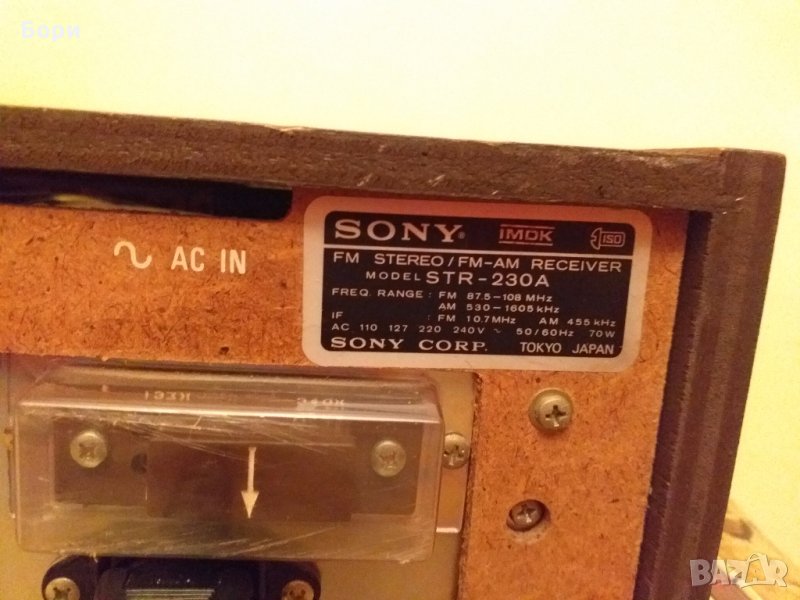 Бори
SONY® IMDK ISO
FM STEREO/FM-AM RECEIVER
MODEL STR-230A
FREQ. RANGE : FM 87.5-108 MHz
AM 530-1605 kHz
IF : FM 10.7MHz AM 455 kHz
AC 110 127 220 240V ~ 50/60Hz 70W
SONY CORP. TOKYO JAPAN
∿ AC IN
BAZAR